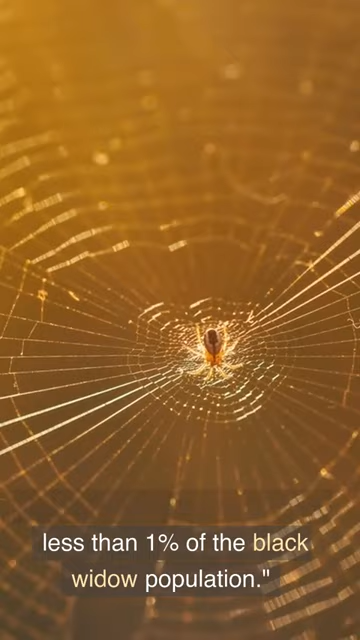 less than 1% of the black
widow population."